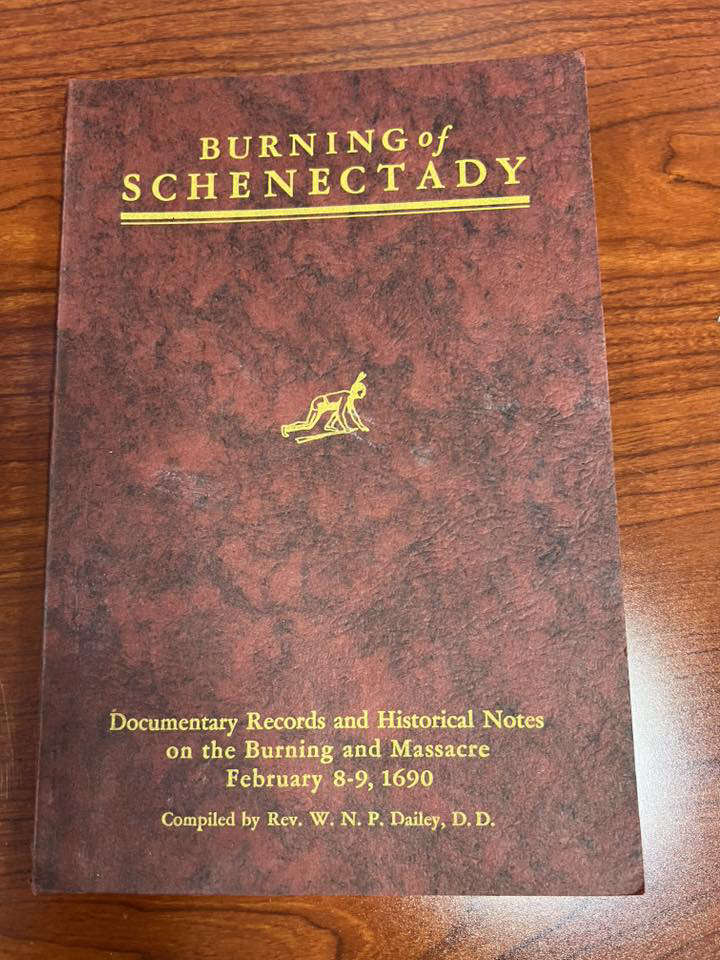 BURNING of
SCHENECTADY
Documentary Records and Historical Notes
on the Burning and Massacre
February 8-9, 1690
Compiled by Rev. W. N. P. Dailey, D. D.